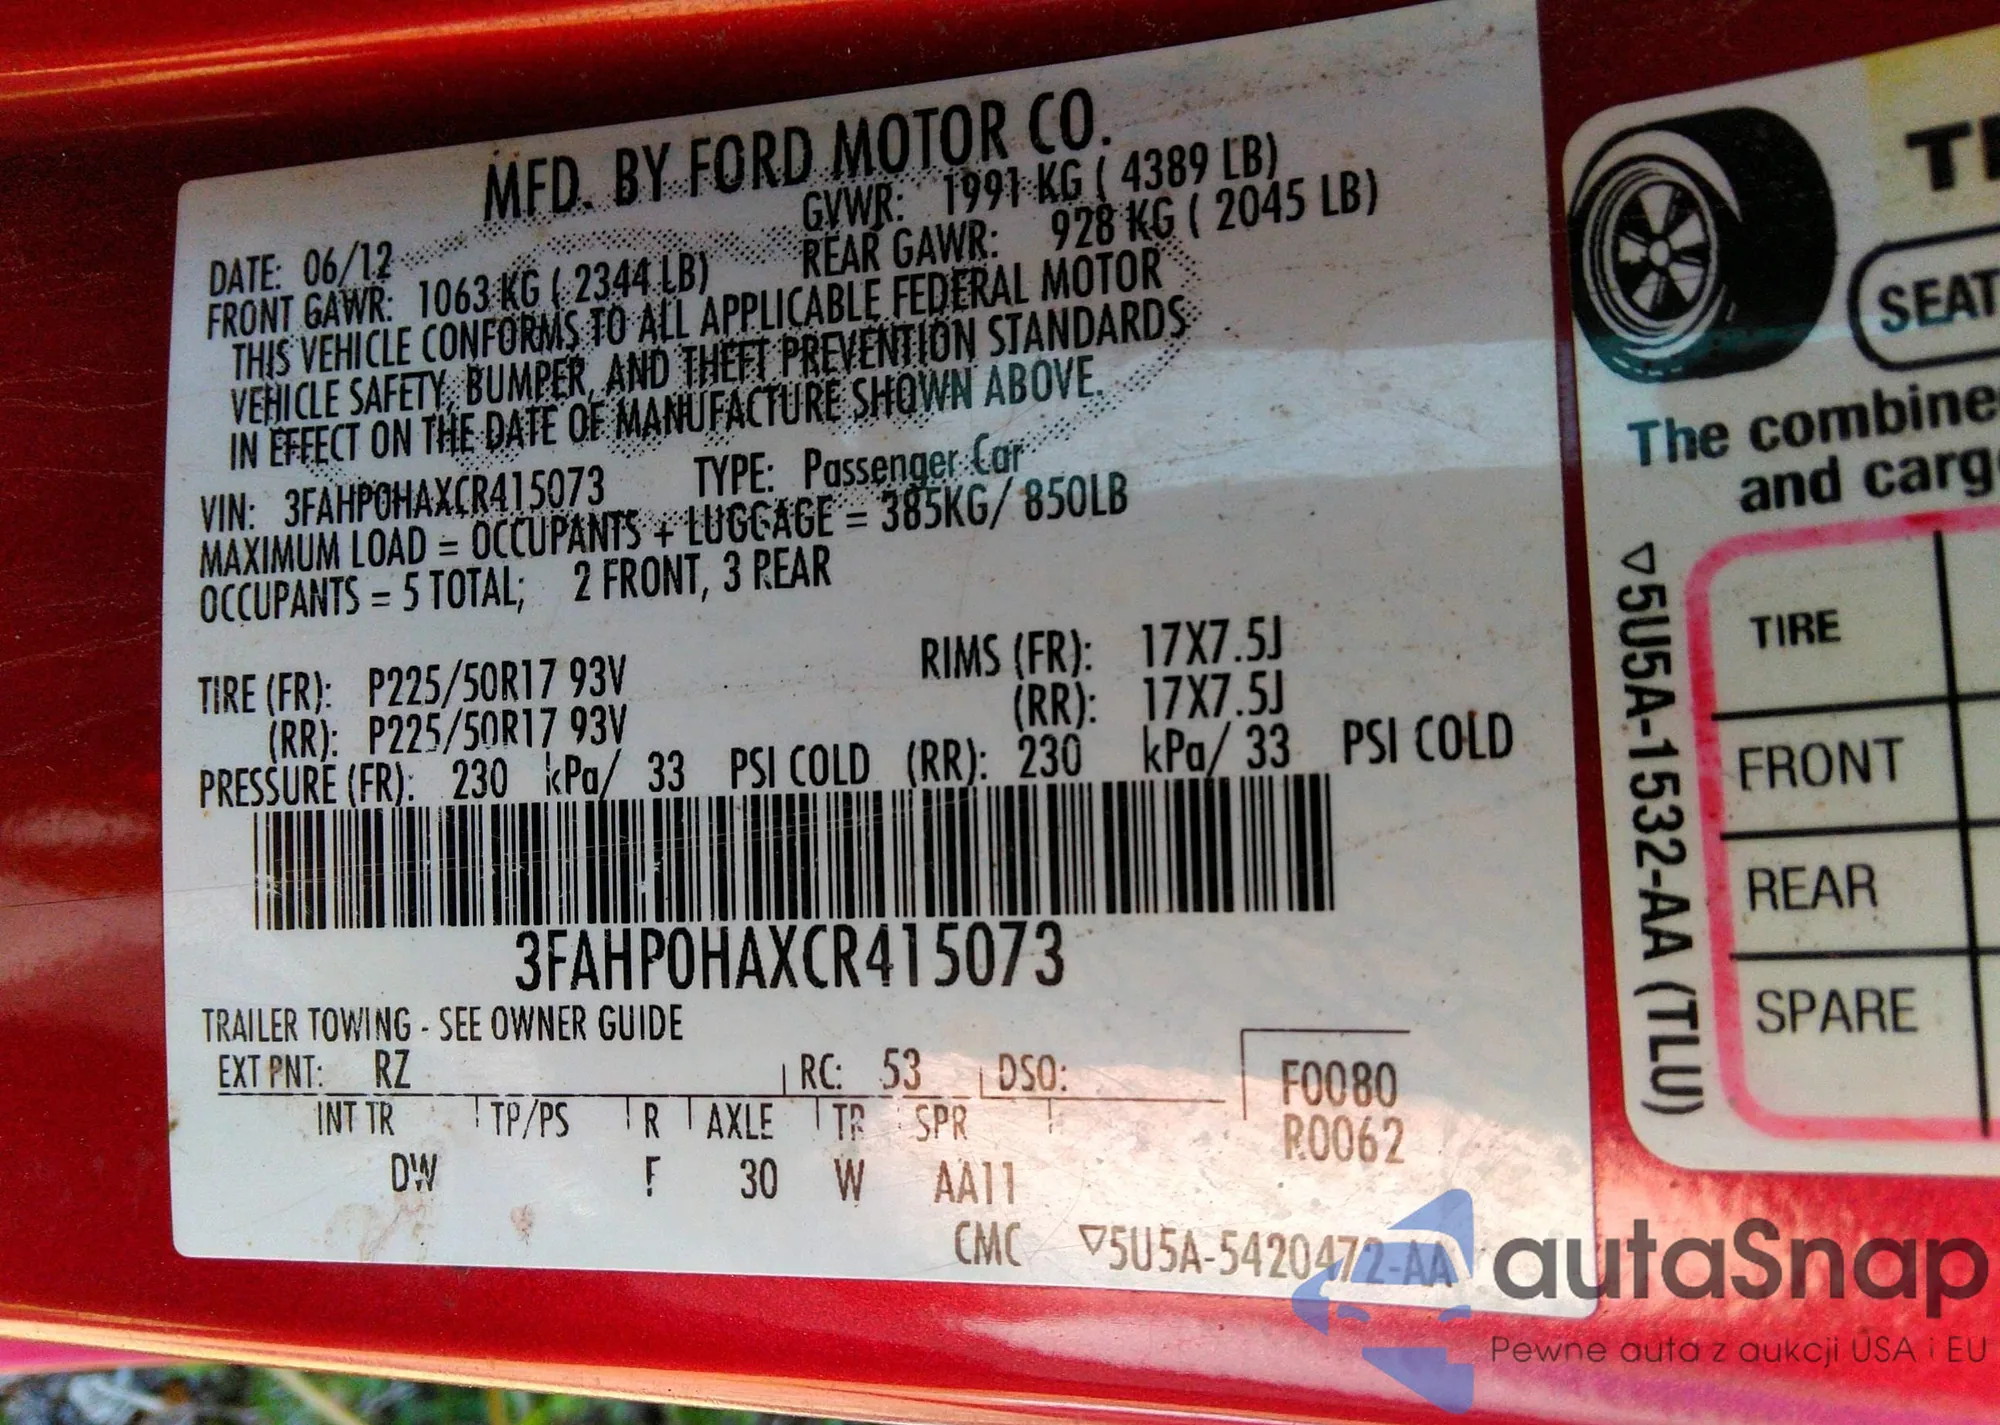 MFD. BY FORD MOTOR CO.
DATE: 06/12 GVWR: 1991 KG ( 4389 LB)
FRONT GAWR: 1063 KG ( 2344 LB) REAR GAWR: 928 KG ( 2045 LB)
THIS VEHICLE CONFORMS TO ALL APPLICABLE FEDERAL MOTOR
VEHICLE SAFETY, BUMPER, AND THEFT PREVENTION STANDARDS
IN EFFECT ON THE DATE OF MANUFACTURE SHOWN ABOVE.
VIN: 3FAHP0HAXCR415073 TYPE: Passenger Car
MAXIMUM LOAD = OCCUPANTS + LUGGAGE = 385KG/ 850LB
OCCUPANTS = 5 TOTAL; 2 FRONT, 3 REAR
TIRE (FR): P225/50R17 93V RIMS (FR): 17X7.5J
(RR): P225/50R17 93V (RR): 17X7.5J
PRESSURE (FR): 230 kPa/ 33 PSI COLD (RR): 230 kPa/ 33 PSI COLD
3FAHP0HAXCR415073
TRAILER TOWING - SEE OWNER GUIDE
EXT PNT: RZ RC: 53 DSO:
F0080
R0062
INT TR TP/PS R AXLE TR SPR
DW F 30 W AA11
CMC ▽5U5A-5420472-AA
SEAT
The combine
and carg
▽5U5A-1532-AA (TLU)
TIRE
FRONT
REAR
SPARE
autaSnap
Pewne auta z aukcji USA i EU